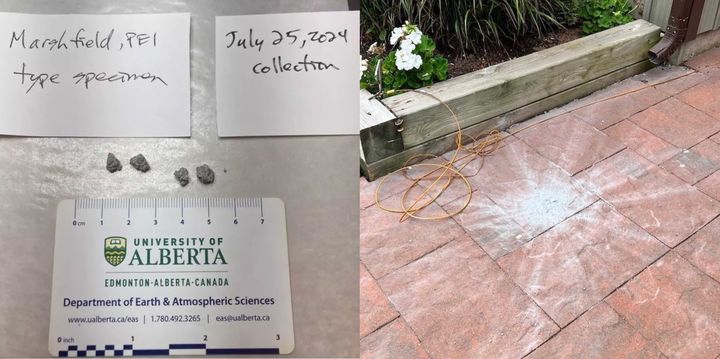 Marshfield, PEI
type specimen
July 25, 2024
collection
0 cm 1 2 3 4 5 6 7
UNIVERSITY OF
ALBERTA
EDMONTON·ALBERTA·CANADA
Department of Earth & Atmospheric Sciences
www.ualberta.ca/eas | 1.780.492.3265 | eas@ualberta.ca
0 inch 1 2 3